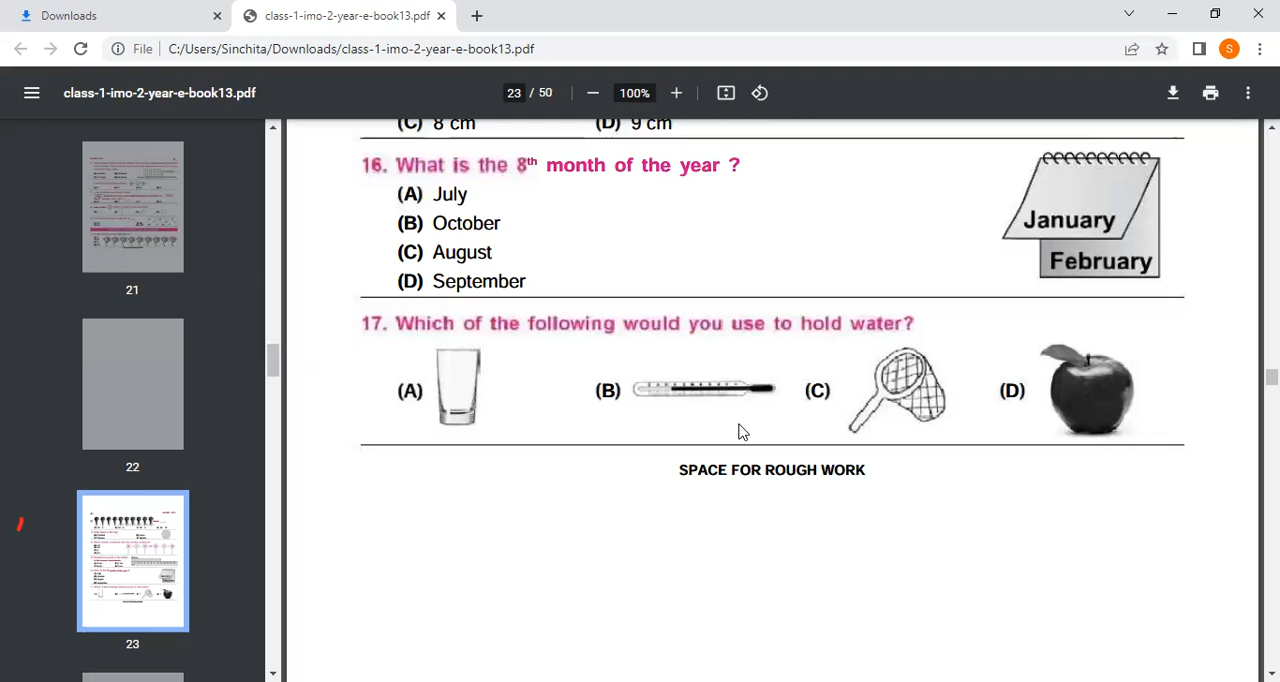 Downloads
class-1-imo-2-year-e-book13.pdf
File
C:/Users/Sinchita/Downloads/class-1-imo-2-year-e-book13.pdf
S
class-1-imo-2-year-e-book13.pdf
23 / 50
100%
21
22
23
(C) 8 cm (D) 9 cm
16. What is the 8th month of the year ?
(A) July
(B) October
(C) August
(D) September
January
February
17. Which of the following would you use to hold water?
(A) (B) (C) (D)
SPACE FOR ROUGH WORK